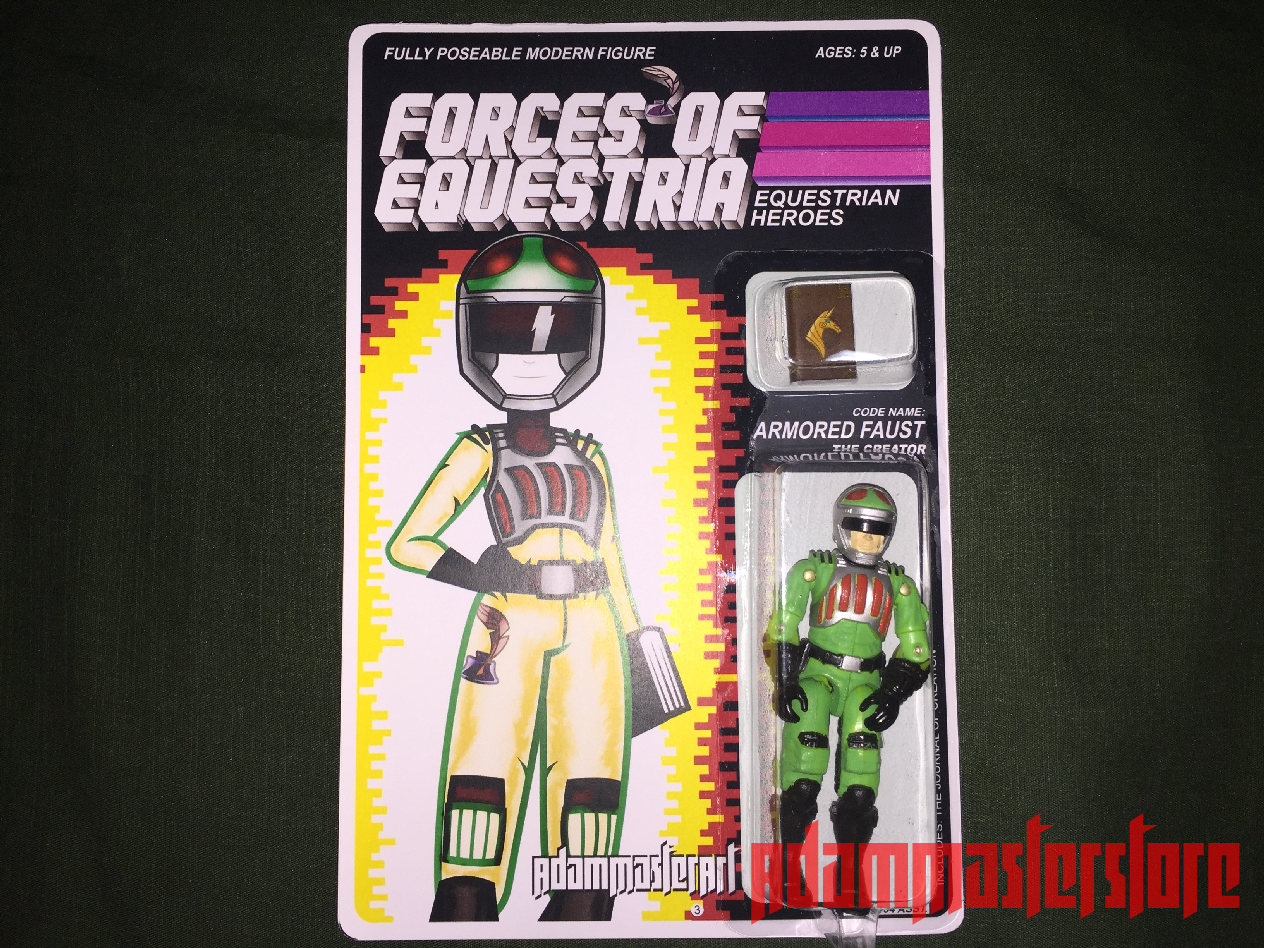 FULLY POSEABLE MODERN FIGURE
AGES: 5 & UP
FORCES OF
EQUESTRIA
EQUESTRIAN
HEROES
CODE NAME:
ARMORED FAUST
THE CREATOR
INCLUDES: THE JOURNAL OF CREATION
AdammasterArt
3
ASST
Adammasterstore